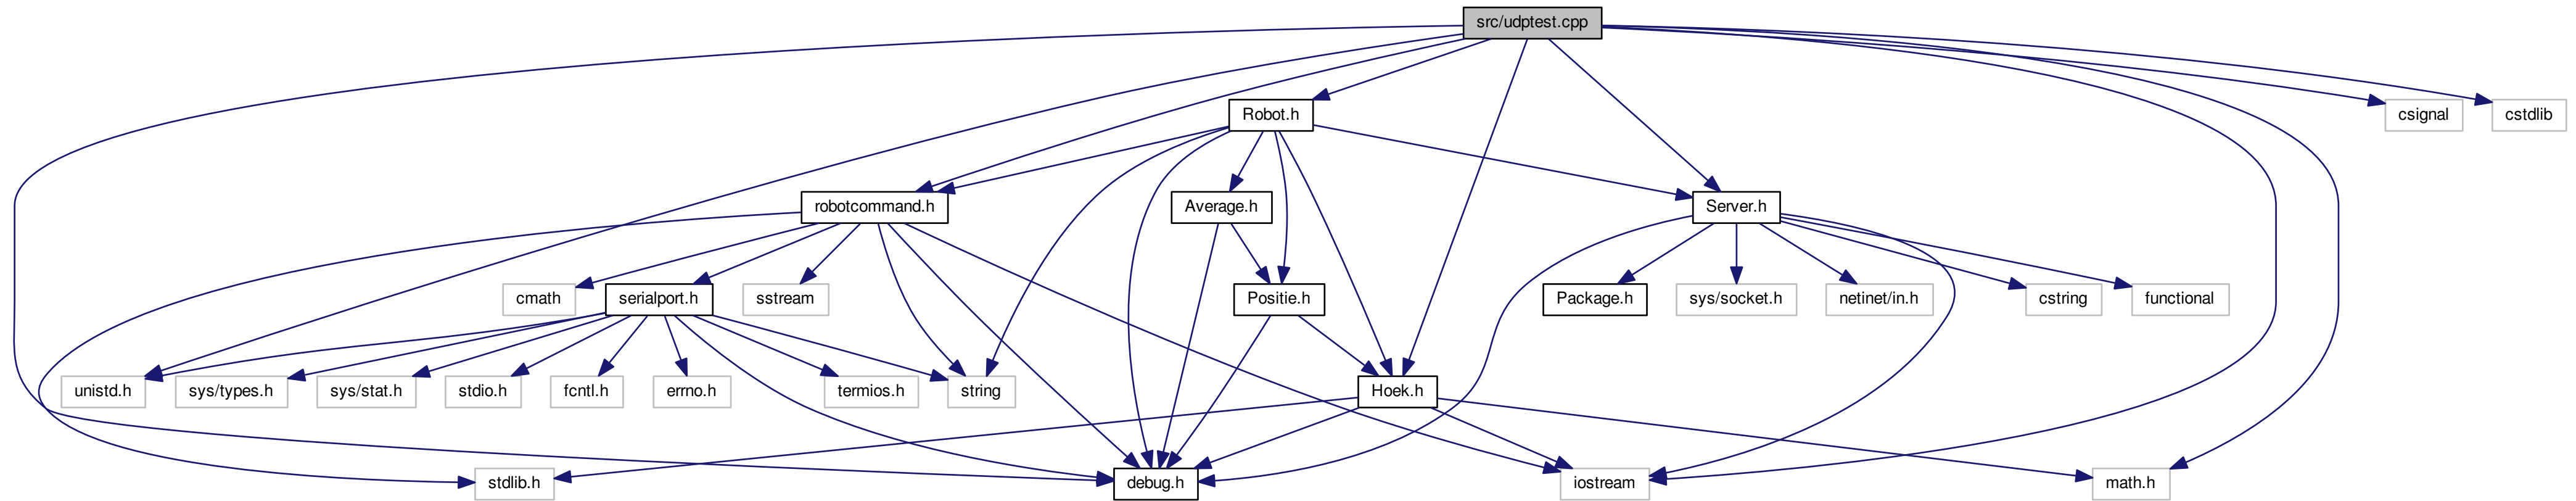 src/udptest.cpp
Robot.h
csignal
cstdlib
robotcommand.h
Average.h
Server.h
cmath
serialport.h
sstream
Positie.h
Package.h
sys/socket.h
netinet/in.h
cstring
functional
unistd.h
sys/types.h
sys/stat.h
stdio.h
fcntl.h
errno.h
termios.h
string
Hoek.h
stdlib.h
debug.h
iostream
math.h